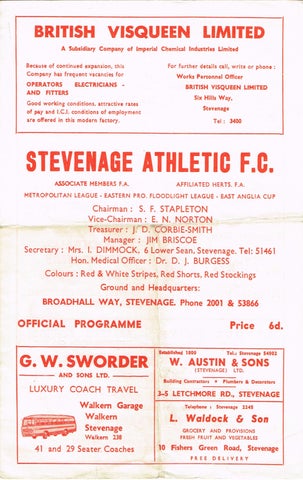 BRITISH VISQUEEN LIMITED
A Subsidiary Company of Imperial Chemical Industries Limited
Because of continued expansion, this
Company has frequent vacancies for
OPERATORS ELECTRICIANS -
AND FITTERS
Good working conditions, attractive rates
of pay and I.C.I. conditions of employment
are offered in this modern factory.
For further details call, write or phone :
Works Personnel Officer
BRITISH VISQUEEN LIMITED
Six Hills Way,
Stevenage
Tel : 3400
STEVENAGE ATHLETIC F.C.
ASSOCIATE MEMBERS F.A. AFFILIATED HERTS. F.A.
METROPOLITAN LEAGUE - EASTERN PRO. FLOODLIGHT LEAGUE - EAST ANGLIA CUP
Chairman : S. F. STAPLETON
Vice-Chairman : E. N. NORTON
Treasurer : J. D. CORBIE-SMITH
Manager : JIM BRISCOE
Secretary : Mrs. I. DIMMOCK, 6 Lower Sean, Stevenage. Tel: 51461
Hon. Medical Officer : Dr. D. J. BURGESS
Colours : Red & White Stripes, Red Shorts, Red Stockings
Ground and Headquarters:
BROADHALL WAY, STEVENAGE. Phone 2001 & 53866
OFFICIAL PROGRAMME Price 6d.
G. W. SWORDER
AND SONS LTD.
LUXURY COACH TRAVEL
Walkern Garage
Walkern
Stevenage
Walkern 238
41 and 29 Seater Coaches
Established 1800 Tel.: Stevenage 54002
W. AUSTIN & SONS
(STEVENAGE) LTD.
Building Contractors • Plumbers & Decorators
3-5 LETCHMORE RD., STEVENAGE
Telephone : Stevenage 2245
L. Waldock & Son
GROCERY AND PROVISIONS
FRESH FRUIT AND VEGETABLES
10 Fishers Green Road, Stevenage
FREE DELIVERY